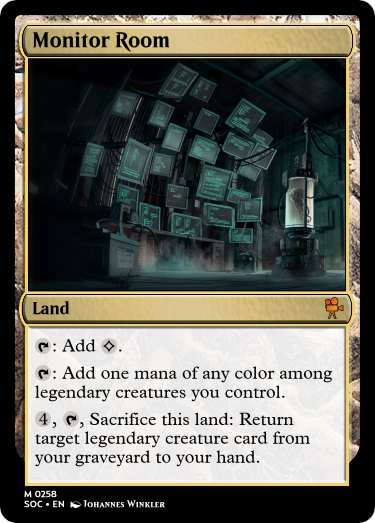 Monitor Room
Land
: Add .
: Add one mana of any color among
legendary creatures you control.
4, , Sacrifice this land: Return
target legendary creature card from
your graveyard to your hand.
M 0258
SOC • EN Johannes Winkler